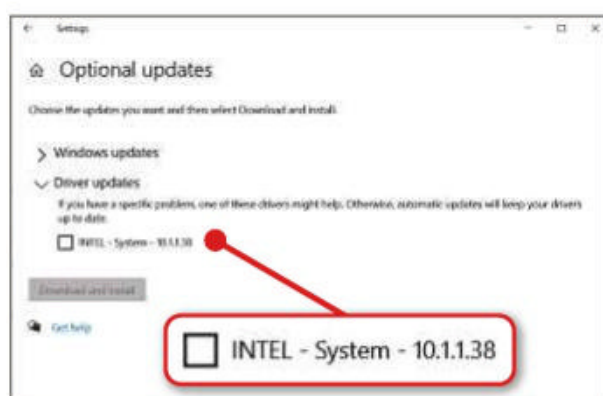 Settings
Optional updates
Choose the updates you want and then select Download and install.
Windows updates
Driver updates
If you have a specific problem, one of these drivers might help. Otherwise, automatic updates will keep your drivers
up to date.
INTEL - System - 10.1.1.38
Download and install
Get help
INTEL - System - 10.1.1.38